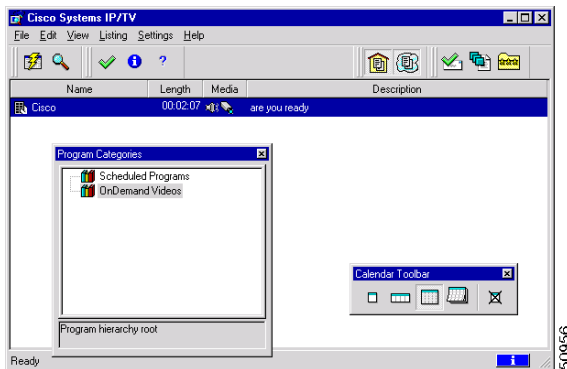 Cisco Systems IP/TV
File Edit View Listing Settings Help
Name Length Media Description
Cisco 00:02:07 are you ready
Program Categories
Scheduled Programs
OnDemand Videos
Calendar Toolbar
Program hierarchy root
Ready
60956